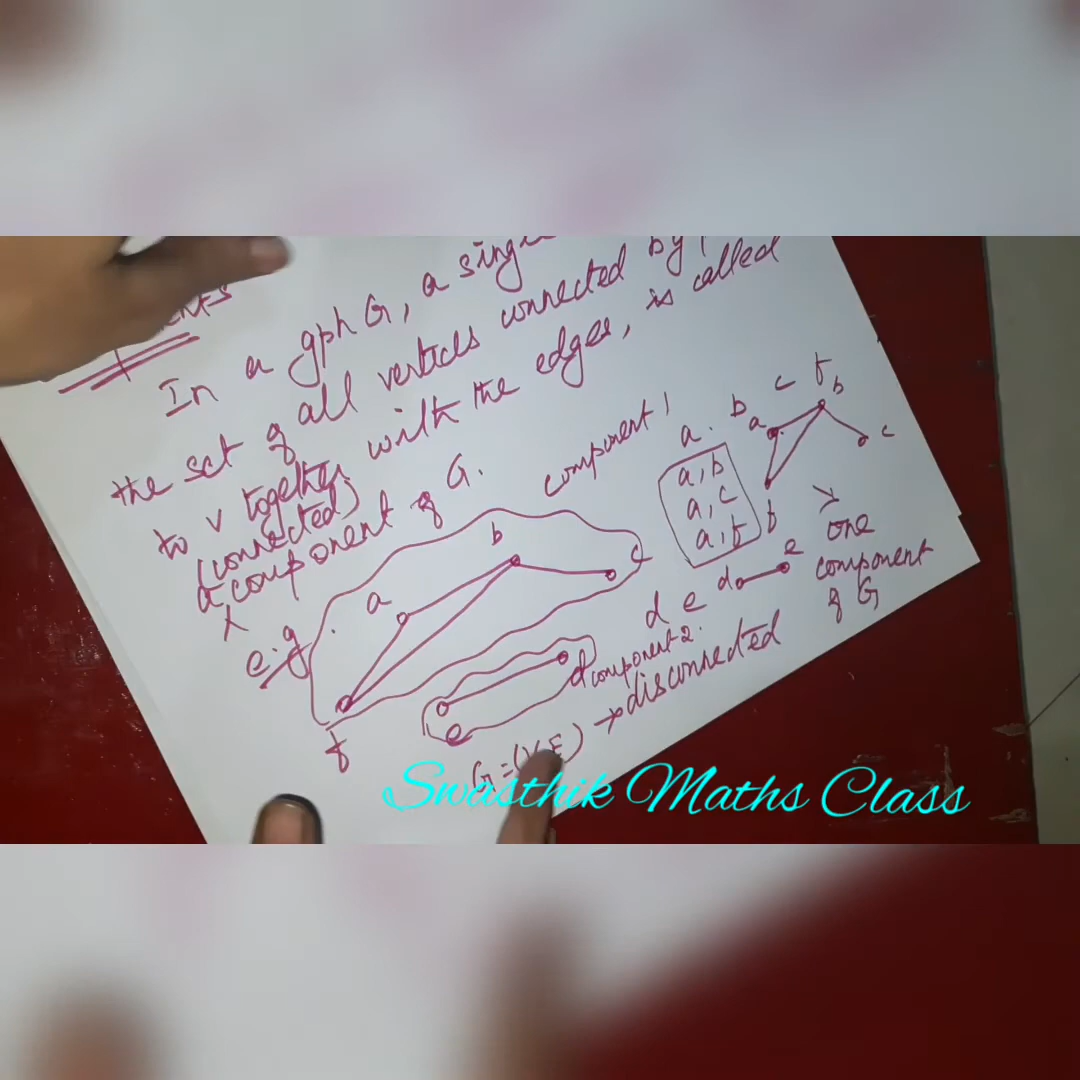 In a gph G, a
the set of all vertices connected by
to v together with the edges, is called
(connected)
a component of G.
e.g.
component 1
a b c f
a
b
c
f
d
e
component 2.
a, b
a, c
a, f
a b
c
f
d e
d e
one
component
of G
G = (V, E) → disconnected
Swasthik Maths Class